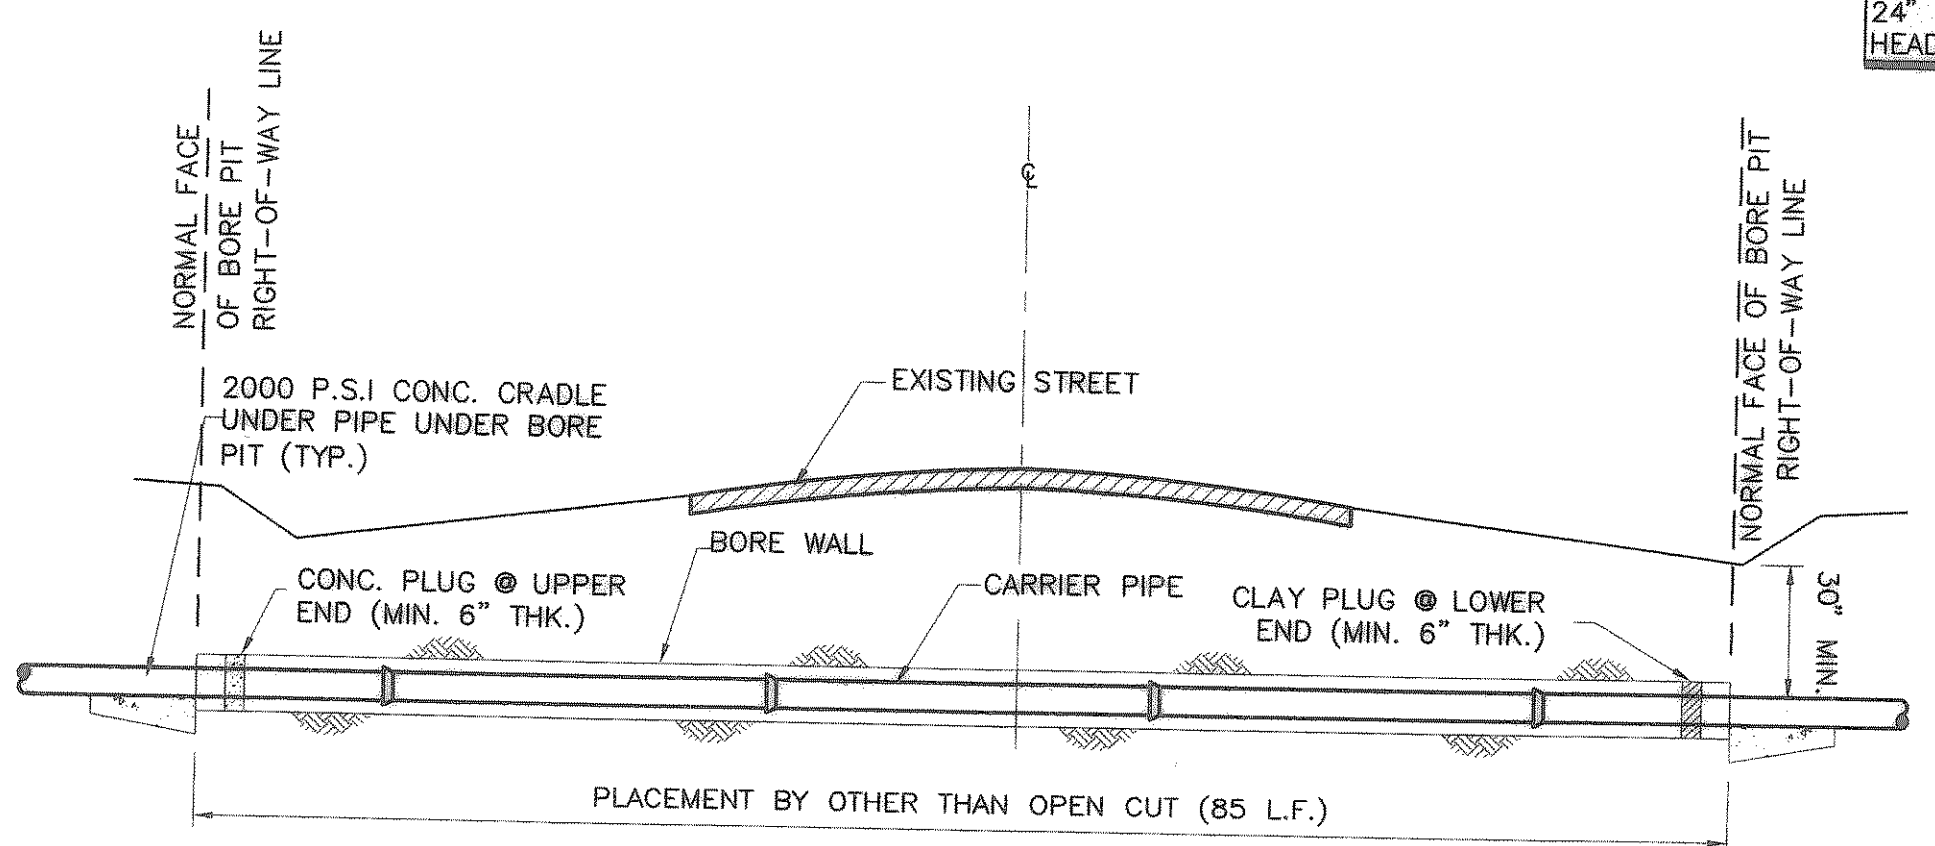 24"
HEAD
NORMAL FACE
OF BORE PIT
RIGHT-OF-WAY LINE
℄
NORMAL FACE OF BORE PIT
RIGHT-OF-WAY LINE
2000 P.S.I CONC. CRADLE
UNDER PIPE UNDER BORE
PIT (TYP.)
EXISTING STREET
BORE WALL
CONC. PLUG @ UPPER
END (MIN. 6" THK.)
CARRIER PIPE
CLAY PLUG @ LOWER
END (MIN. 6" THK.)
30" MIN.
PLACEMENT BY OTHER THAN OPEN CUT (85 L.F.)